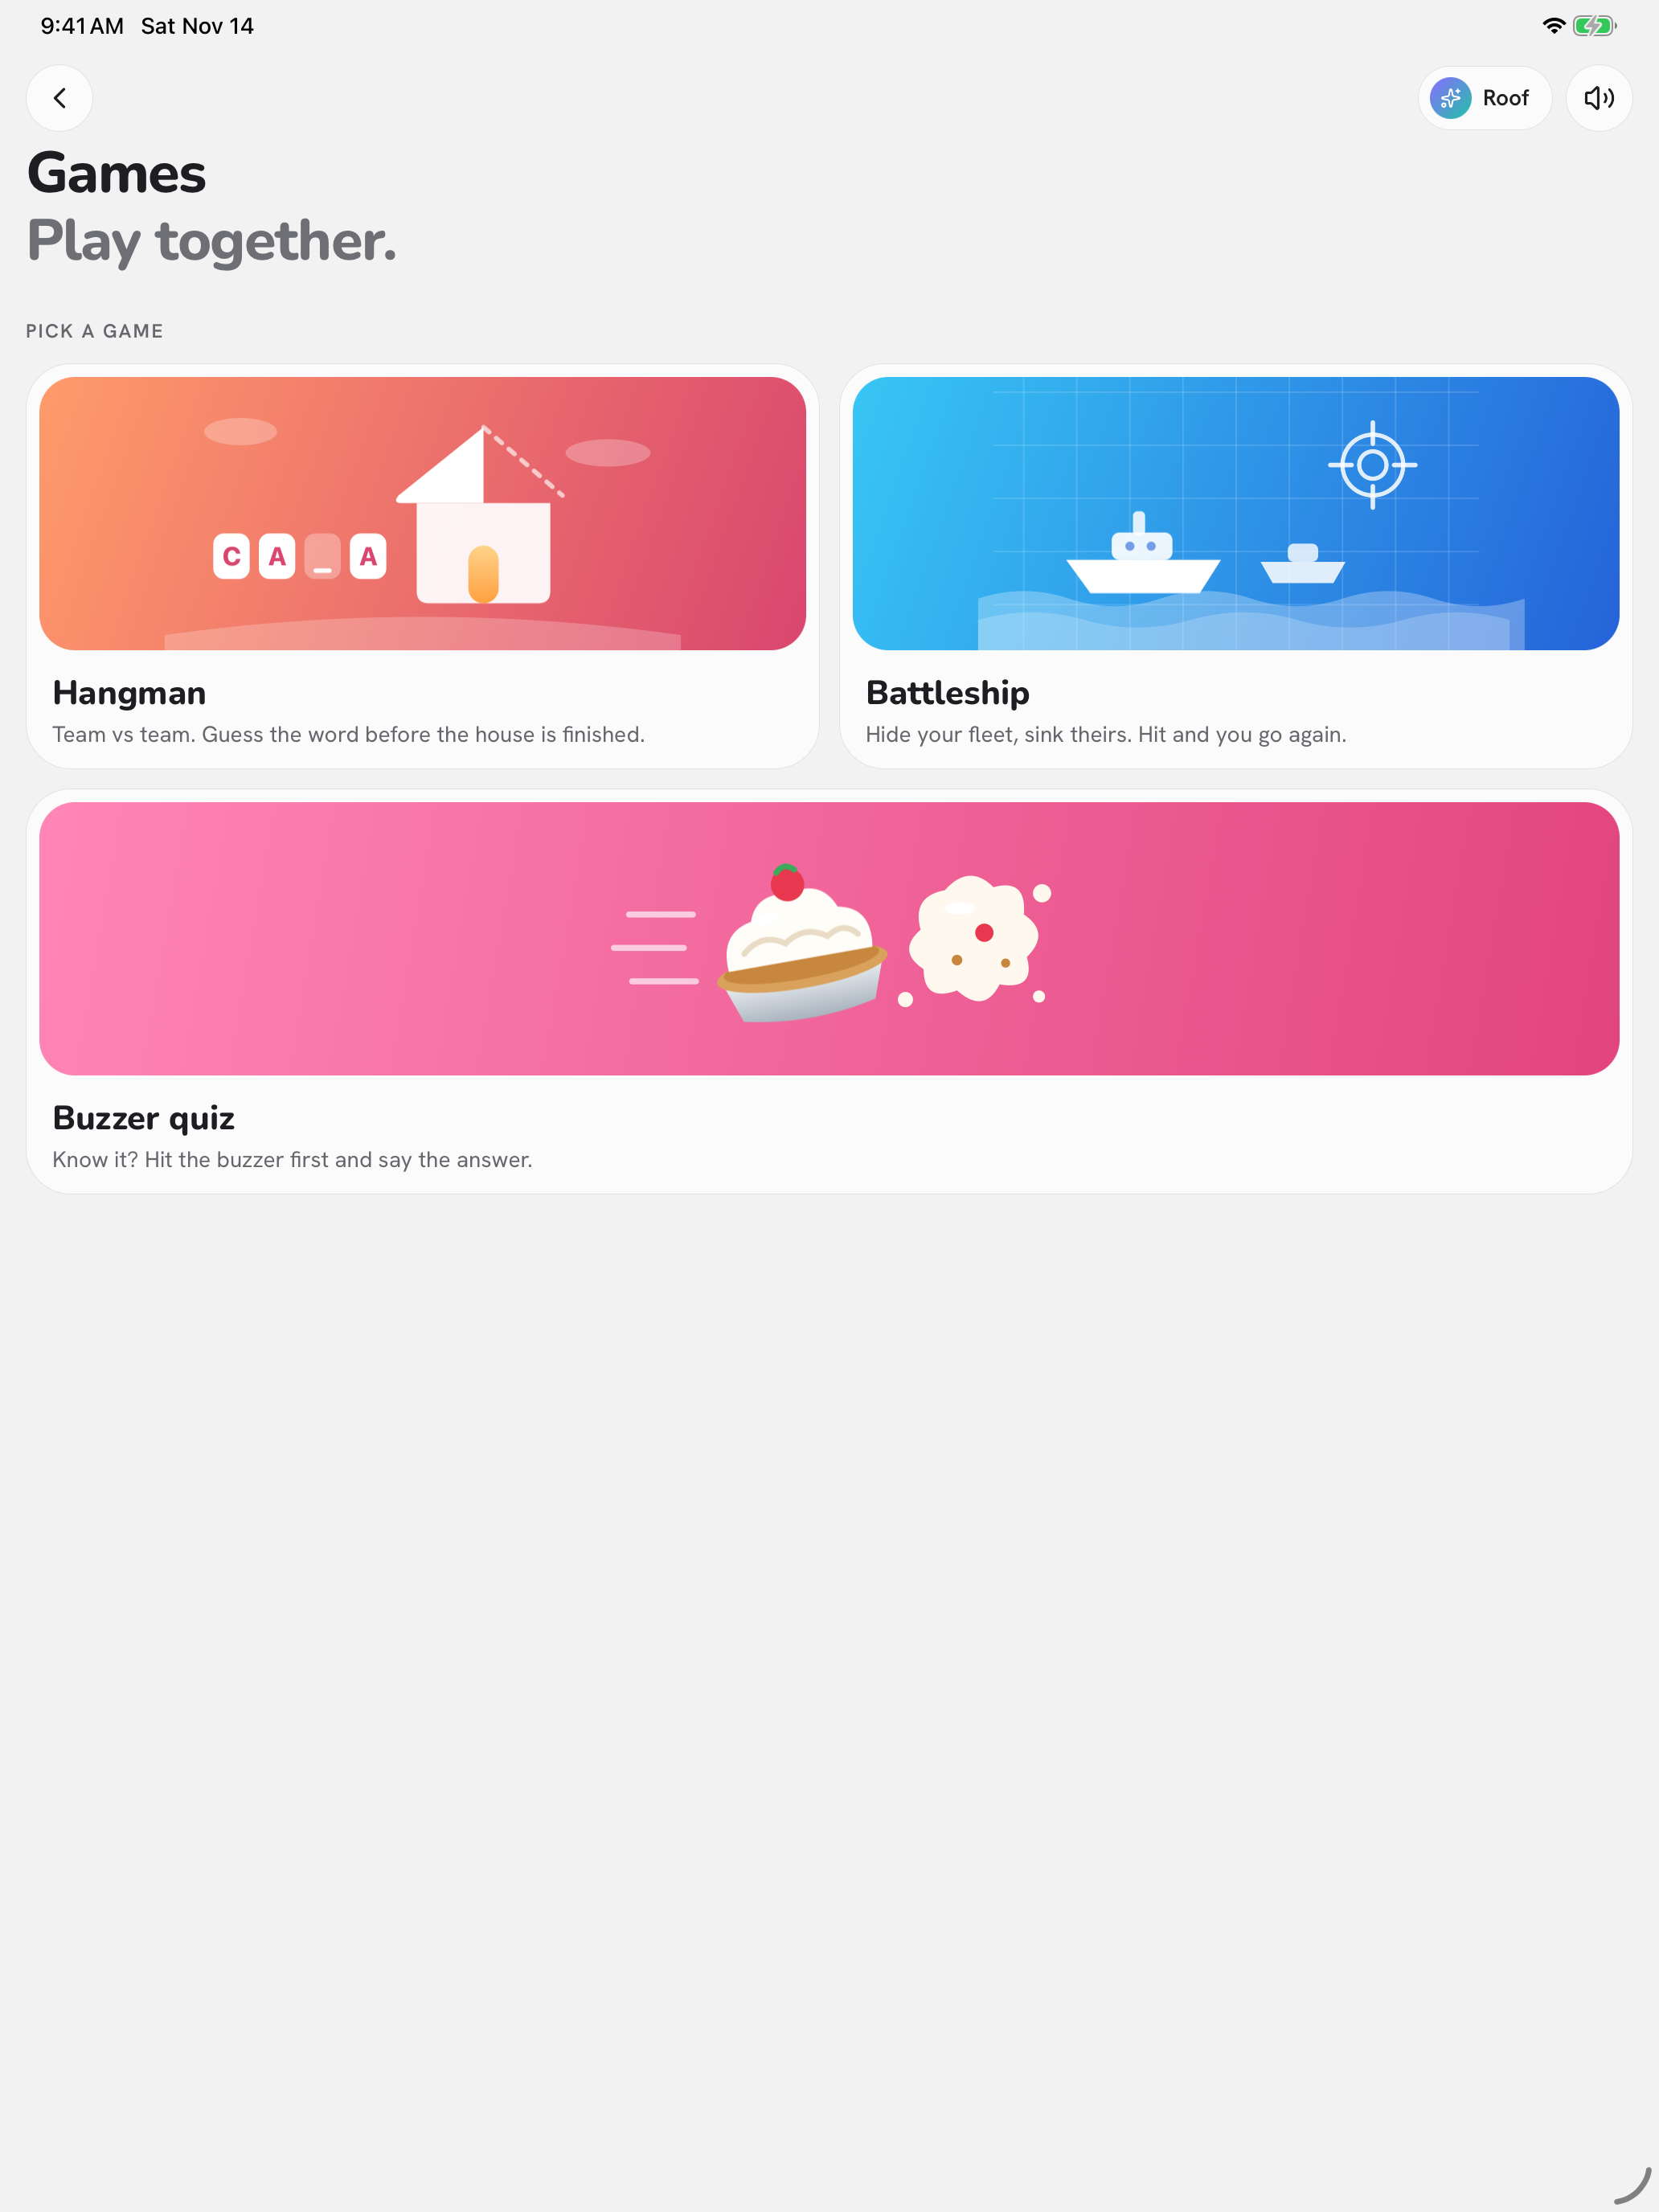 9:41 AM Sat Nov 14
Roof
Games
Play together.
PICK A GAME
C A _ A
Hangman
Team vs team. Guess the word before the house is finished.
Battleship
Hide your fleet, sink theirs. Hit and you go again.
Buzzer quiz
Know it? Hit the buzzer first and say the answer.